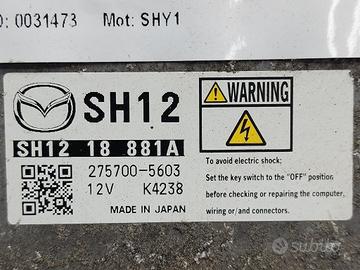 : 0031473 Mot: SHY1
SH12
SH12 18 881A
275700-5603
12V K4238
MADE IN JAPAN
WARNING
To avoid electric shock;
Set the key switch to the "OFF" position
before checking or repairing the computer,
wiring or/and connectors.
subito